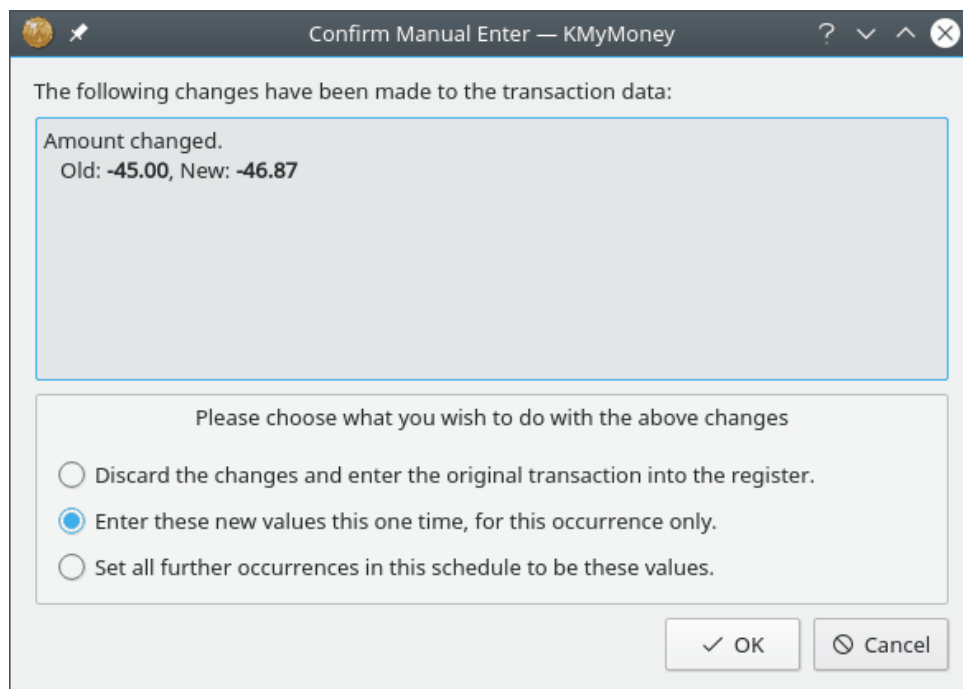 Confirm Manual Enter — KMyMoney
The following changes have been made to the transaction data:
Amount changed.
Old: -45.00, New: -46.87
Please choose what you wish to do with the above changes
Discard the changes and enter the original transaction into the register.
Enter these new values this one time, for this occurrence only.
Set all further occurrences in this schedule to be these values.
OK
Cancel